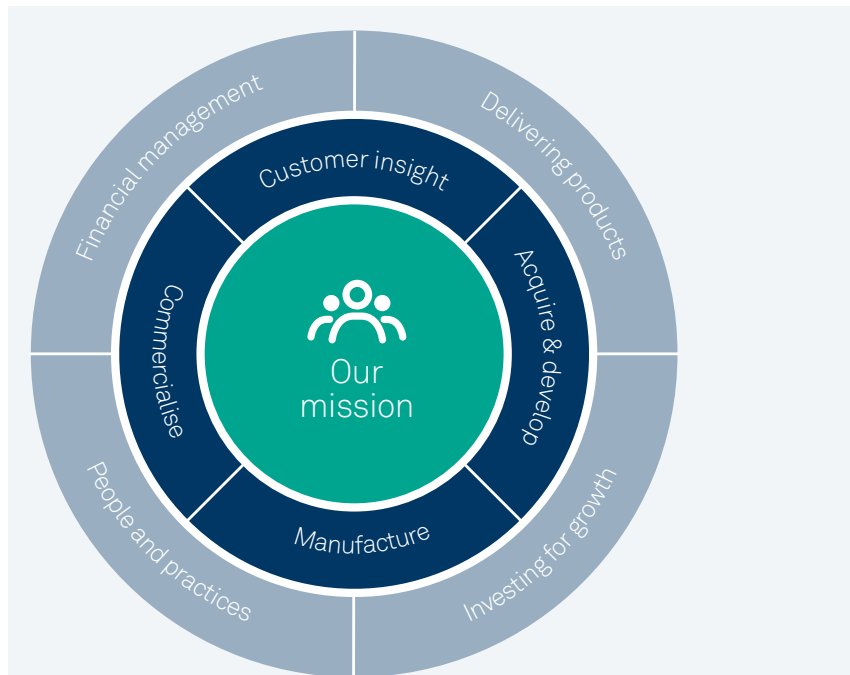 Financial management
Delivering products
Customer insight
Commercialise
Acquire & develop
Our
mission
Manufacture
People and practices
Investing for growth